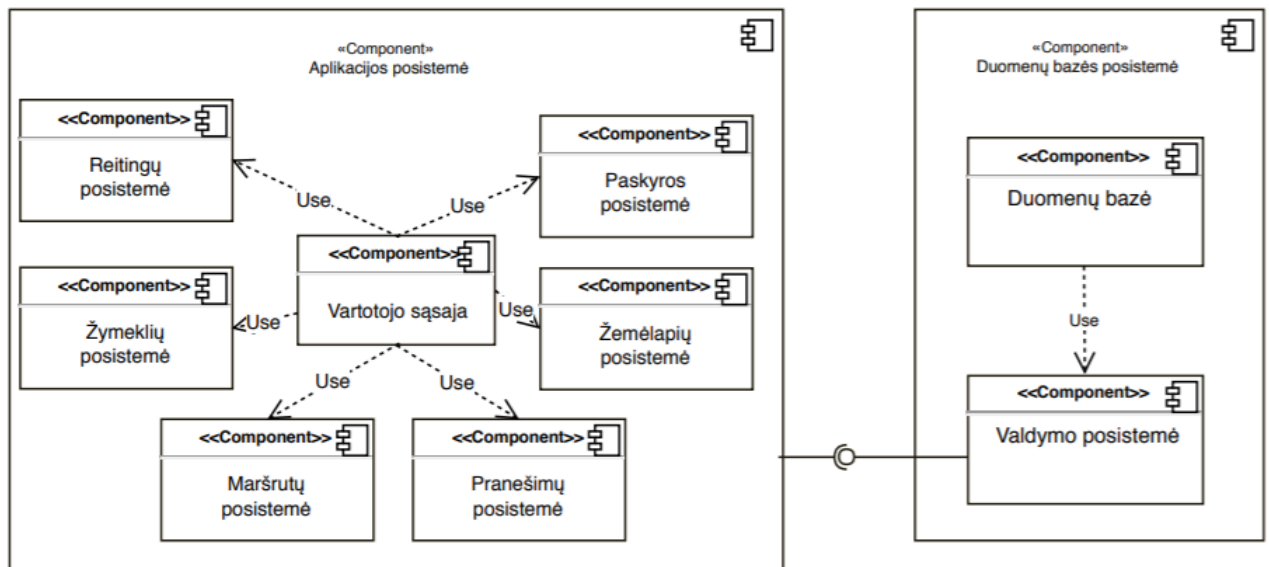 «Component»
Aplikacijos posistemė
<<Component>>
Reitingų
posistemė
<<Component>>
Paskyros
posistemė
Use
Use
<<Component>>
Vartotojo sąsaja
<<Component>>
Žymeklių
posistemė
Use
Use
<<Component>>
Žemėlapių
posistemė
Use
Use
<<Component>>
Maršrutų
posistemė
<<Component>>
Pranešimų
posistemė
«Component»
Duomenų bazės posistemė
<<Component>>
Duomenų bazė
Use
<<Component>>
Valdymo posistemė